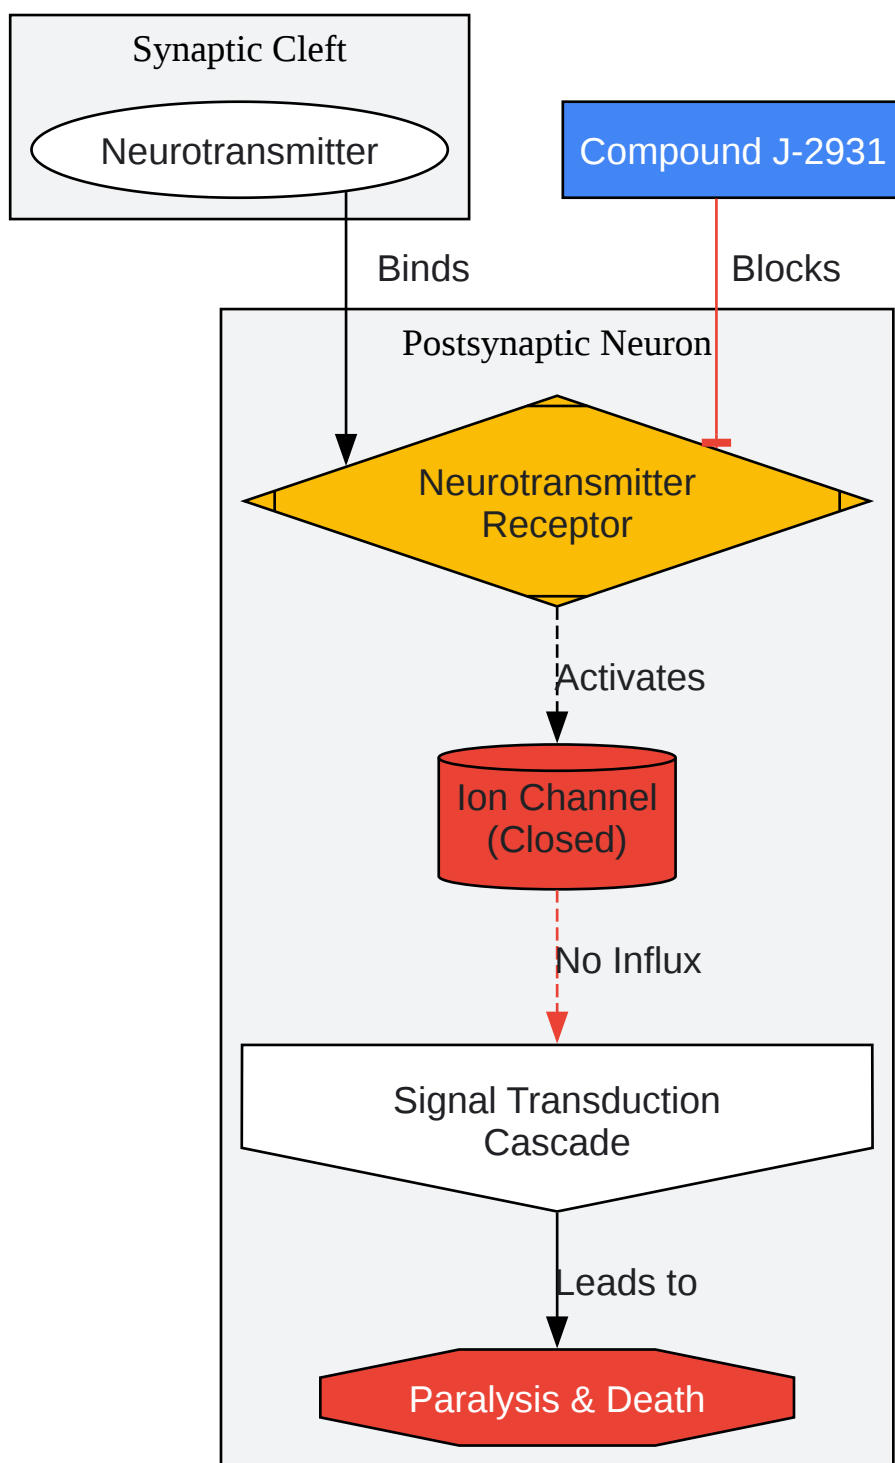 Synaptic Cleft
Neurotransmitter
Compound J-2931
Binds
Blocks
Postsynaptic Neuron
Neurotransmitter
Receptor
Activates
Ion Channel
(Closed)
No Influx
Signal Transduction
Cascade
Leads to
Paralysis & Death